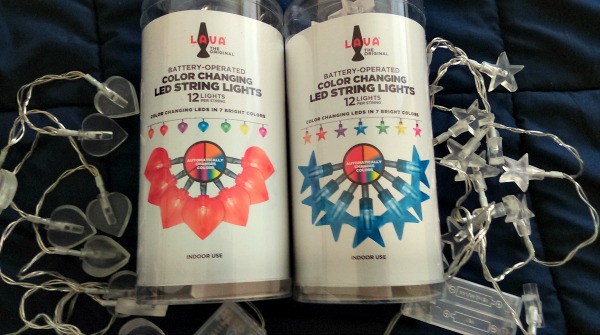 LAVA
THE
ORIGINAL
BATTERY-OPERATED
COLOR CHANGING
LED STRING LIGHTS
12 LIGHTS
PER STRING
COLOR CHANGING LEDS IN 7 BRIGHT COLORS
AUTOMATICALLY
CHANGING
COLORS
INDOOR USE
LAVA
THE
ORIGINAL
BATTERY-OPERATED
COLOR CHANGING
LED STRING LIGHTS
12 LIGHTS
PER STRING
COLOR CHANGING LEDS IN 7 BRIGHT COLORS
AUTOMATICALLY
CHANGING
COLORS
INDOOR USE